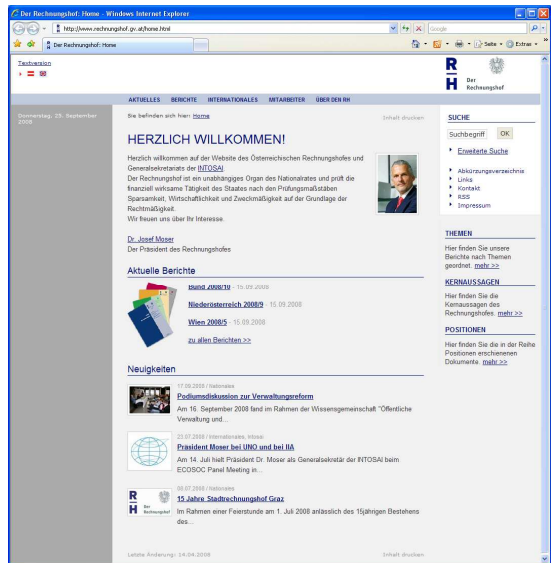 Der Rechnungshof: Home - Windows Internet Explorer
http://www.rechnungshof.gv.at/home.html
Google
Der Rechnungshof: Home
Seite
Extras
Textversion
R
H
Der
Rechnungshof
AKTUELLES BERICHTE INTERNATIONALES MITARBEITER ÜBER DEN RH
Donnerstag, 25. September
2008
Sie befinden sich hier: Home
Inhalt drucken
HERZLICH WILLKOMMEN!
Herzlich willkommen auf der Website des Österreichischen Rechnungshofes und
Generalsekretariats der INTOSAI.
Der Rechnungshof ist ein unabhängiges Organ des Nationalrates und prüft die
finanziell wirksame Tätigkeit des Staates nach den Prüfungsmaßstäben
Sparsamkeit, Wirtschaftlichkeit und Zweckmäßigkeit auf der Grundlage der
Rechtmäßigkeit.
Wir freuen uns über Ihr Interesse.
Dr. Josef Moser
Der Präsident des Rechnungshofes
Aktuelle Berichte
Bund 2008/10 - 15.09.2008
Niederösterreich 2008/9 - 15.09.2008
Wien 2008/5 - 15.09.2008
zu allen Berichten >>
Neuigkeiten
17.09.2008 / Nationales
Podiumsdiskussion zur Verwaltungsreform
Am 16. September 2008 fand im Rahmen der Wissensgemeinschaft "Öffentliche
Verwaltung und...
23.07.2008 / Internationales, Intosai
Präsident Moser bei UNO und bei IIA
Am 14. Juli hielt Präsident Dr. Moser als Generalsekretär der INTOSAI beim
ECOSOC Panel Meeting in...
R
H
Der
Rechnungshof
08.07.2008 / Nationales
15 Jahre Stadtrechnungshof Graz
Im Rahmen einer Feierstunde am 1. Juli 2008 anlässlich des 15jährigen Bestehens
des...
Letzte Änderung: 14.04.2008
Inhalt drucken
SUCHE
Suchbegriff OK
Erweiterte Suche
Abkürzungsverzeichnis
Links
Kontakt
RSS
Impressum
THEMEN
Hier finden Sie unsere
Berichte nach Themen
geordnet. mehr >>
KERNAUSSAGEN
Hier finden Sie die
Kernaussagen des
Rechnungshofes. mehr >>
POSITIONEN
Hier finden Sie die in der Reihe
Positionen erschienenen
Dokumente. mehr >>